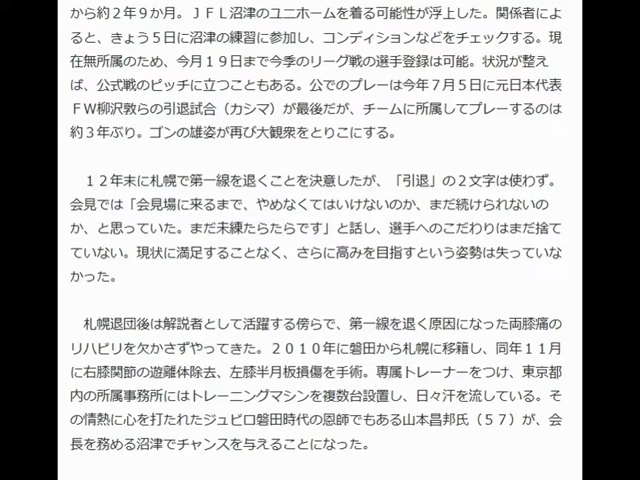 から約２年９か月。ＪＦＬ沼津のユニホームを着る可能性が浮上した。関係者によ
ると、きょう５日に沼津の練習に参加し、コンディションなどをチェックする。現
在無所属のため、今月１９日まで今季のリーグ戦の選手登録は可能。状況が整え
ば、公式戦のピッチに立つこともある。公でのプレーは今年７月５日に元日本代表
ＦＷ柳沢敦らの引退試合（カシマ）が最後だが、チームに所属してプレーするのは
約３年ぶり。ゴンの雄姿が再び大観衆をとりこにする。
１２年末に札幌で第一線を退くことを決意したが、「引退」の２文字は使わず。
会見では「会見場に来るまで、やめなくてはいけないのか、まだ続けられないの
か、と思っていた。まだ未練たらたらです」と話し、選手へのこだわりはまだ捨て
ていない。現状に満足することなく、さらに高みを目指すという姿勢は失っていな
かった。
札幌退団後は解説者として活躍する傍らで、第一線を退く原因になった両膝痛の
リハビリを欠かさずやってきた。２０１０年に磐田から札幌に移籍し、同年１１月
に右膝関節の遊離体除去、左膝半月板損傷を手術。専属トレーナーをつけ、東京都
内の所属事務所にはトレーニングマシンを複数台設置し、日々汗を流している。そ
の情熱に心を打たれたジュビロ磐田時代の恩師でもある山本昌邦氏（５７）が、会
長を務める沼津でチャンスを与えることになった。